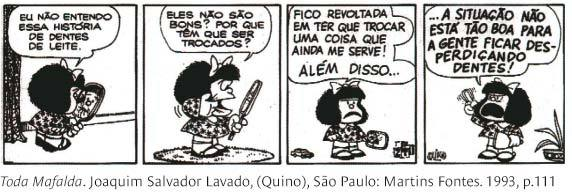 EU NÃO ENTENDO
ESSA HISTÓRIA
DE DENTES
DE LEITE.
ELES NÃO SÃO
BONS? POR QUE
TÊM QUE SER
TROCADOS?
FICO REVOLTADA
EM TER QUE TROCAR
UMA COISA QUE
AINDA ME SERVE!
ALÉM DISSO...
...A SITUAÇÃO NÃO
ESTÁ TÃO BOA PARA
A GENTE FICAR DES-
PERDIÇANDO
DENTES!
Toda Mafalda. Joaquim Salvador Lavado, (Quino), São Paulo: Martins Fontes. 1993, p.111